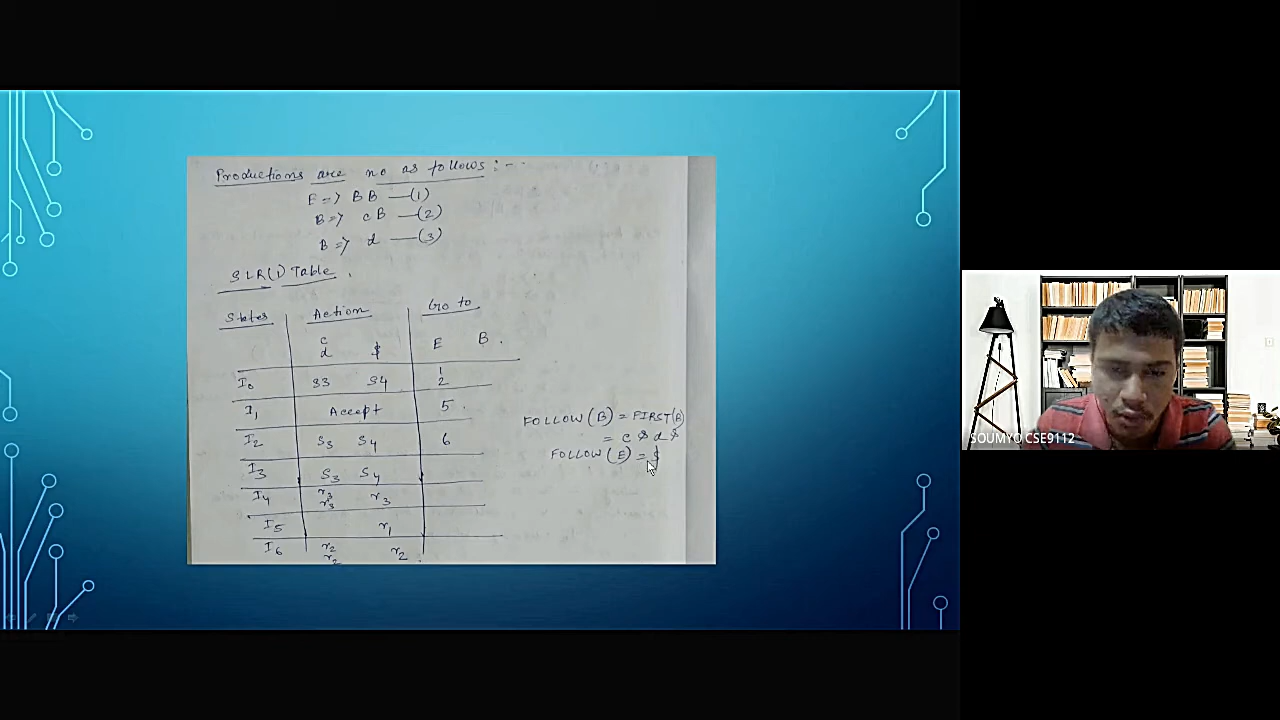 Productions are no as follows :-
E => BB —(1)
B => cB —(2)
B => d —(3)
SLR(1) Table.
States Action Go to
c
d $ E B.
I0 S3 S4 1
2
I1 Accept 5.
I2 S3 S4 6
I3 S3 S4
I4 r3 r3
r3
I5 r1
I6 r2 r2
r2
FOLLOW(B) = FIRST(B)
= c $ d $
FOLLOW(E) = $
SOUMYO CSE9112